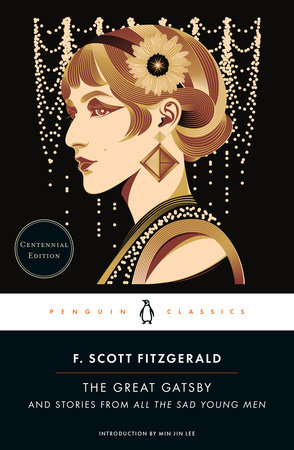 CENTENNIAL
EDITION
PENGUIN CLASSICS
F. SCOTT FITZGERALD
THE GREAT GATSBY
AND STORIES FROM ALL THE SAD YOUNG MEN
INTRODUCTION BY MIN JIN LEE